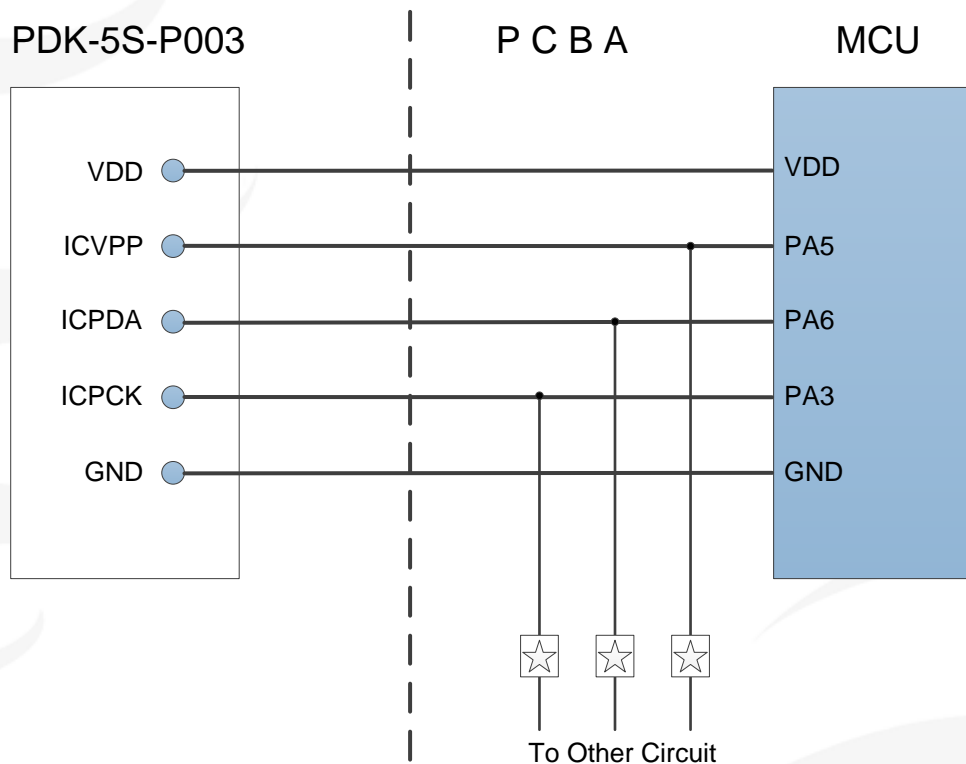 PDK-5S-P003
P C B A
MCU
VDD
VDD
ICVPP
PA5
ICPDA
PA6
ICPCK
PA3
GND
GND
To Other Circuit